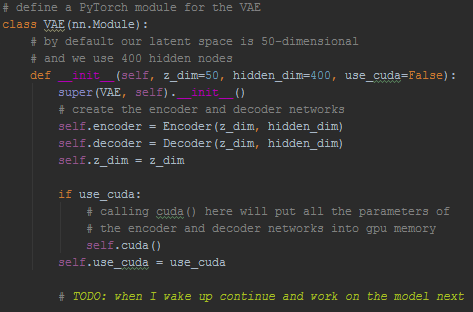 # define a PyTorch module for the VAE
class VAE(nn.Module):
    # by default our latent space is 50-dimensional
    # and we use 400 hidden nodes
    def __init__(self, z_dim=50, hidden_dim=400, use_cuda=False):
        super(VAE, self).__init__()
        # create the encoder and decoder networks
        self.encoder = Encoder(z_dim, hidden_dim)
        self.decoder = Decoder(z_dim, hidden_dim)
        self.z_dim = z_dim

        if use_cuda:
            # calling cuda() here will put all the parameters of
            # the encoder and decoder networks into gpu memory
            self.cuda()
        self.use_cuda = use_cuda

        # TODO: when I wake up continue and work on the model next